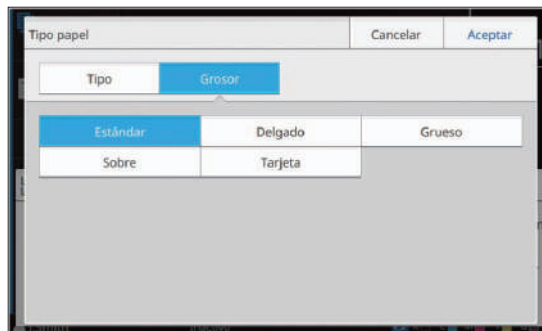 Tipo papel Cancelar Aceptar
Tipo Grosor
Estándar Delgado Grueso
Sobre Tarjeta